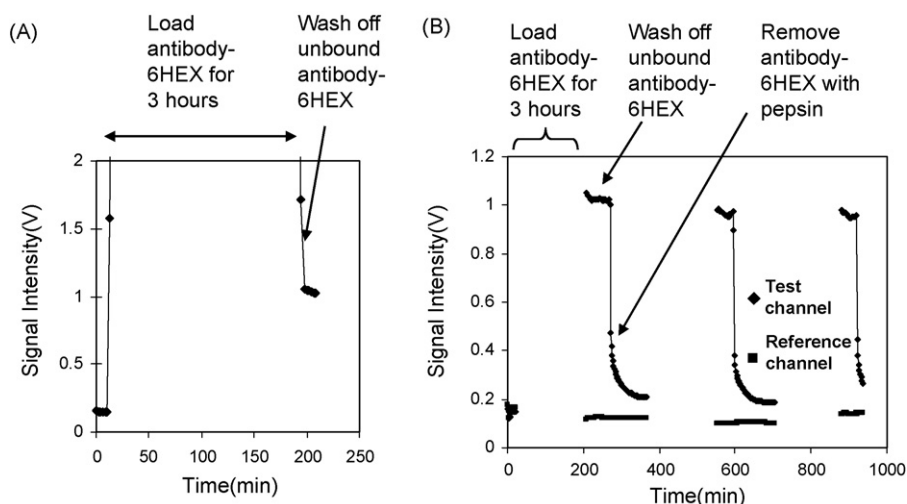 (A)
Load
antibody-
6HEX for
3 hours
Wash off
unbound
antibody-
6HEX
2
1.5
1
0.5
0
Signal Intensity(V)
0 50 100 150 200 250
Time(min)
(B)
Load
antibody-
6HEX for
3 hours
Wash off
unbound
antibody-
6HEX
Remove
antibody-
6HEX with
pepsin
1.2
1
0.8
0.6
0.4
0.2
0
Signal Intensity(V)
Test
channel
Reference
channel
0 200 400 600 800 1000
Time(min)